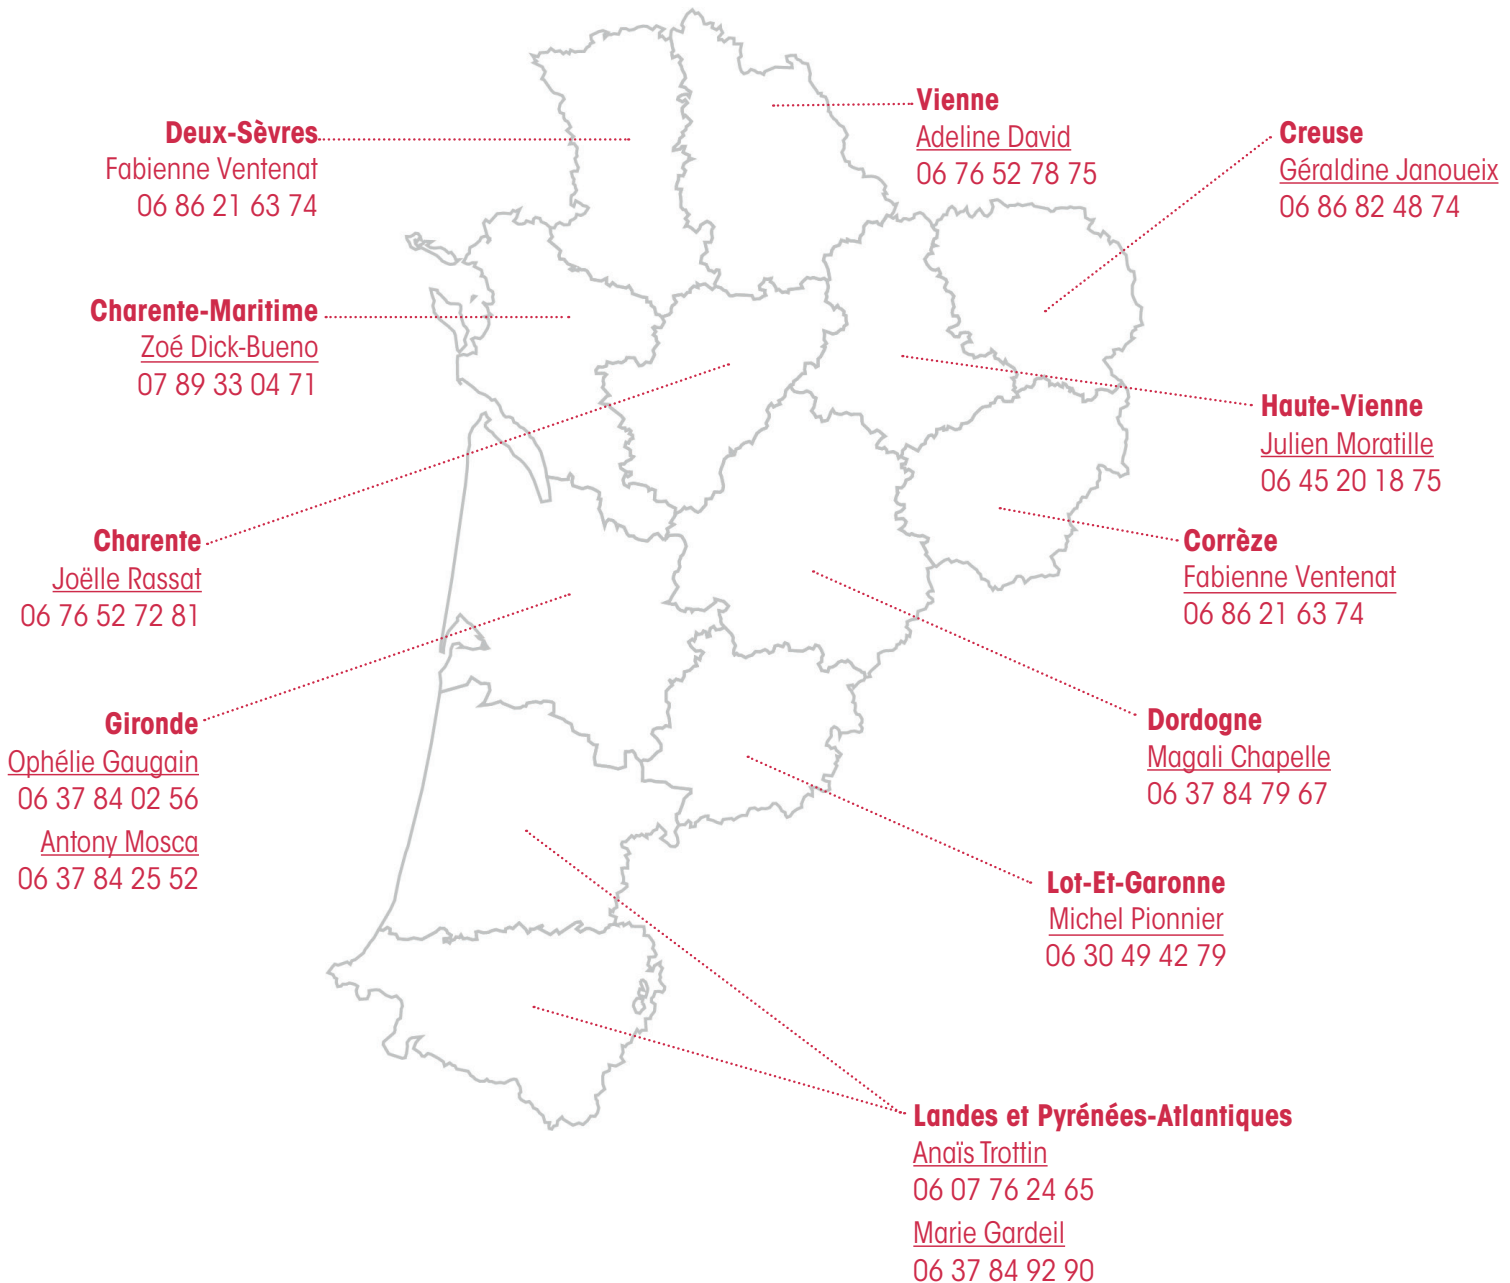 Vienne
Adeline David
06 76 52 78 75
Deux-Sèvres
Fabienne Ventenat
06 86 21 63 74
Creuse
Géraldine Janoueix
06 86 82 48 74
Charente-Maritime
Zoé Dick-Bueno
07 89 33 04 71
Haute-Vienne
Julien Moratille
06 45 20 18 75
Charente
Joëlle Rassat
06 76 52 72 81
Corrèze
Fabienne Ventenat
06 86 21 63 74
Gironde
Ophélie Gaugain
06 37 84 02 56
Antony Mosca
06 37 84 25 52
Dordogne
Magali Chapelle
06 37 84 79 67
Lot-Et-Garonne
Michel Pionnier
06 30 49 42 79
Landes et Pyrénées-Atlantiques
Anaïs Trottin
06 07 76 24 65
Marie Gardeil
06 37 84 92 90